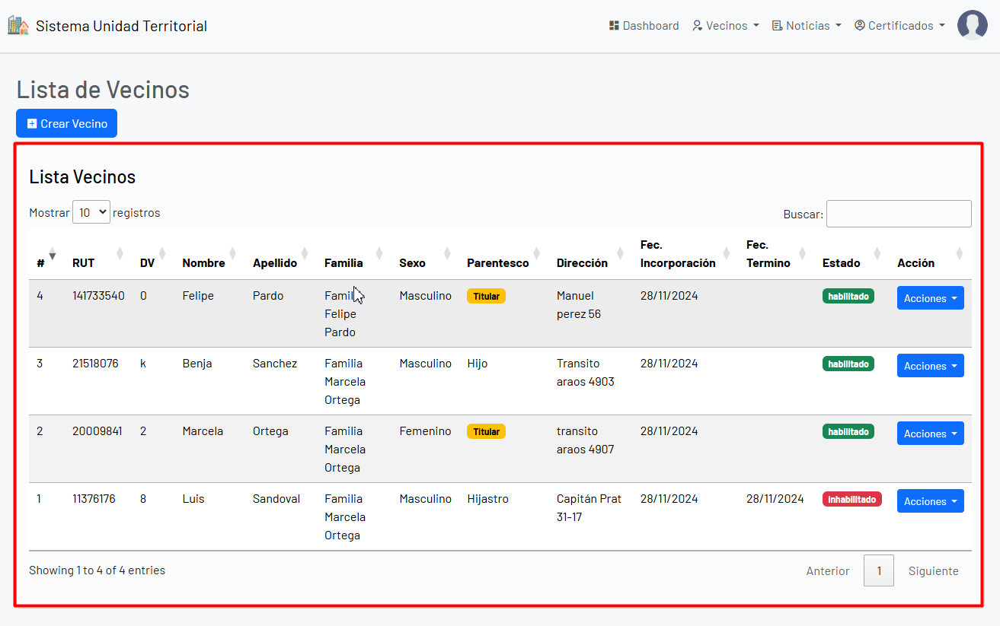 Sistema Unidad Territorial
Dashboard Vecinos Noticias Certificados
Lista de Vecinos
Crear Vecino
Lista Vecinos
Mostrar 10 registros Buscar:
# RUT DV Nombre Apellido Familia Sexo Parentesco Dirección Fec. Incorporación Fec. Termino Estado Acción
4 141733540 0 Felipe Pardo Familia Felipe Pardo Masculino Titular Manuel perez 56 28/11/2024 habilitado Acciones
3 21518076 k Benja Sanchez Familia Marcela Ortega Masculino Hijo Transito araos 4903 28/11/2024 habilitado Acciones
2 20009841 2 Marcela Ortega Familia Marcela Ortega Femenino Titular transito araos 4907 28/11/2024 habilitado Acciones
1 11376176 8 Luis Sandoval Familia Marcela Ortega Masculino Hijastro Capitán Prat 31-17 28/11/2024 28/11/2024 Inhabilitado Acciones
Showing 1 to 4 of 4 entries Anterior 1 Siguiente